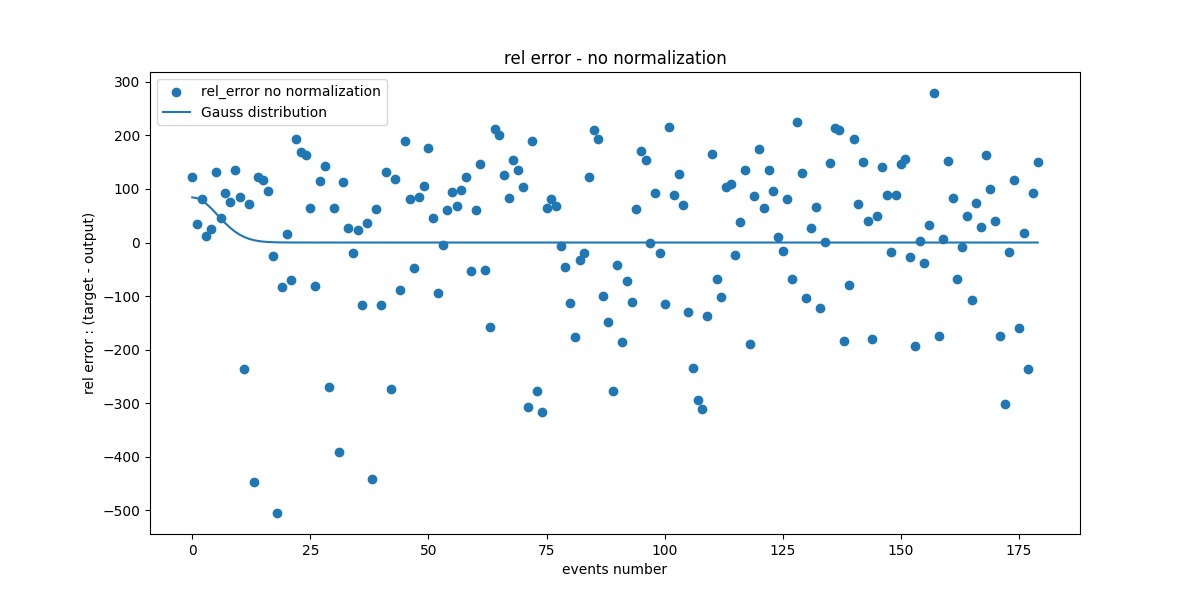 rel error - no normalization
rel_error no normalization
Gauss distribution
rel error : (target - output)
300
200
100
0
−100
−200
−300
−400
−500
0 25 50 75 100 125 150 175
events number